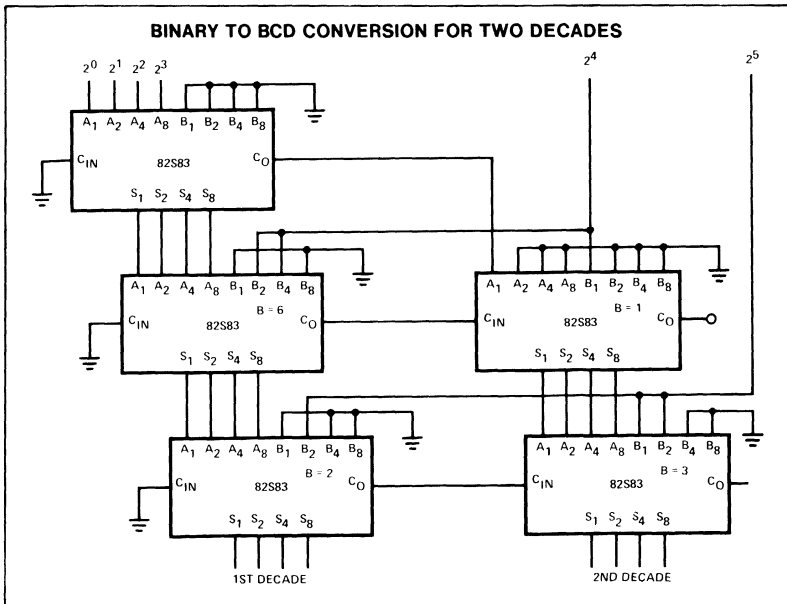 BINARY TO BCD CONVERSION FOR TWO DECADES
2⁰ 2¹ 2² 2³ 2⁴ 2⁵
A₁ A₂ A₄ A₈ B₁ B₂ B₄ B₈
C_IN 82S83 C_O
S₁ S₂ S₄ S₈
A₁ A₂ A₄ A₈ B₁ B₂ B₄ B₈
B = 6
C_IN 82S83 C_O
S₁ S₂ S₄ S₈
A₁ A₂ A₄ A₈ B₁ B₂ B₄ B₈
B = 1
C_IN 82S83 C_O
S₁ S₂ S₄ S₈
A₁ A₂ A₄ A₈ B₁ B₂ B₄ B₈
B = 2
C_IN 82S83 C_O
S₁ S₂ S₄ S₈
1ST DECADE
A₁ A₂ A₄ A₈ B₁ B₂ B₄ B₈
B = 3
C_IN 82S83 C_O
S₁ S₂ S₄ S₈
2ND DECADE